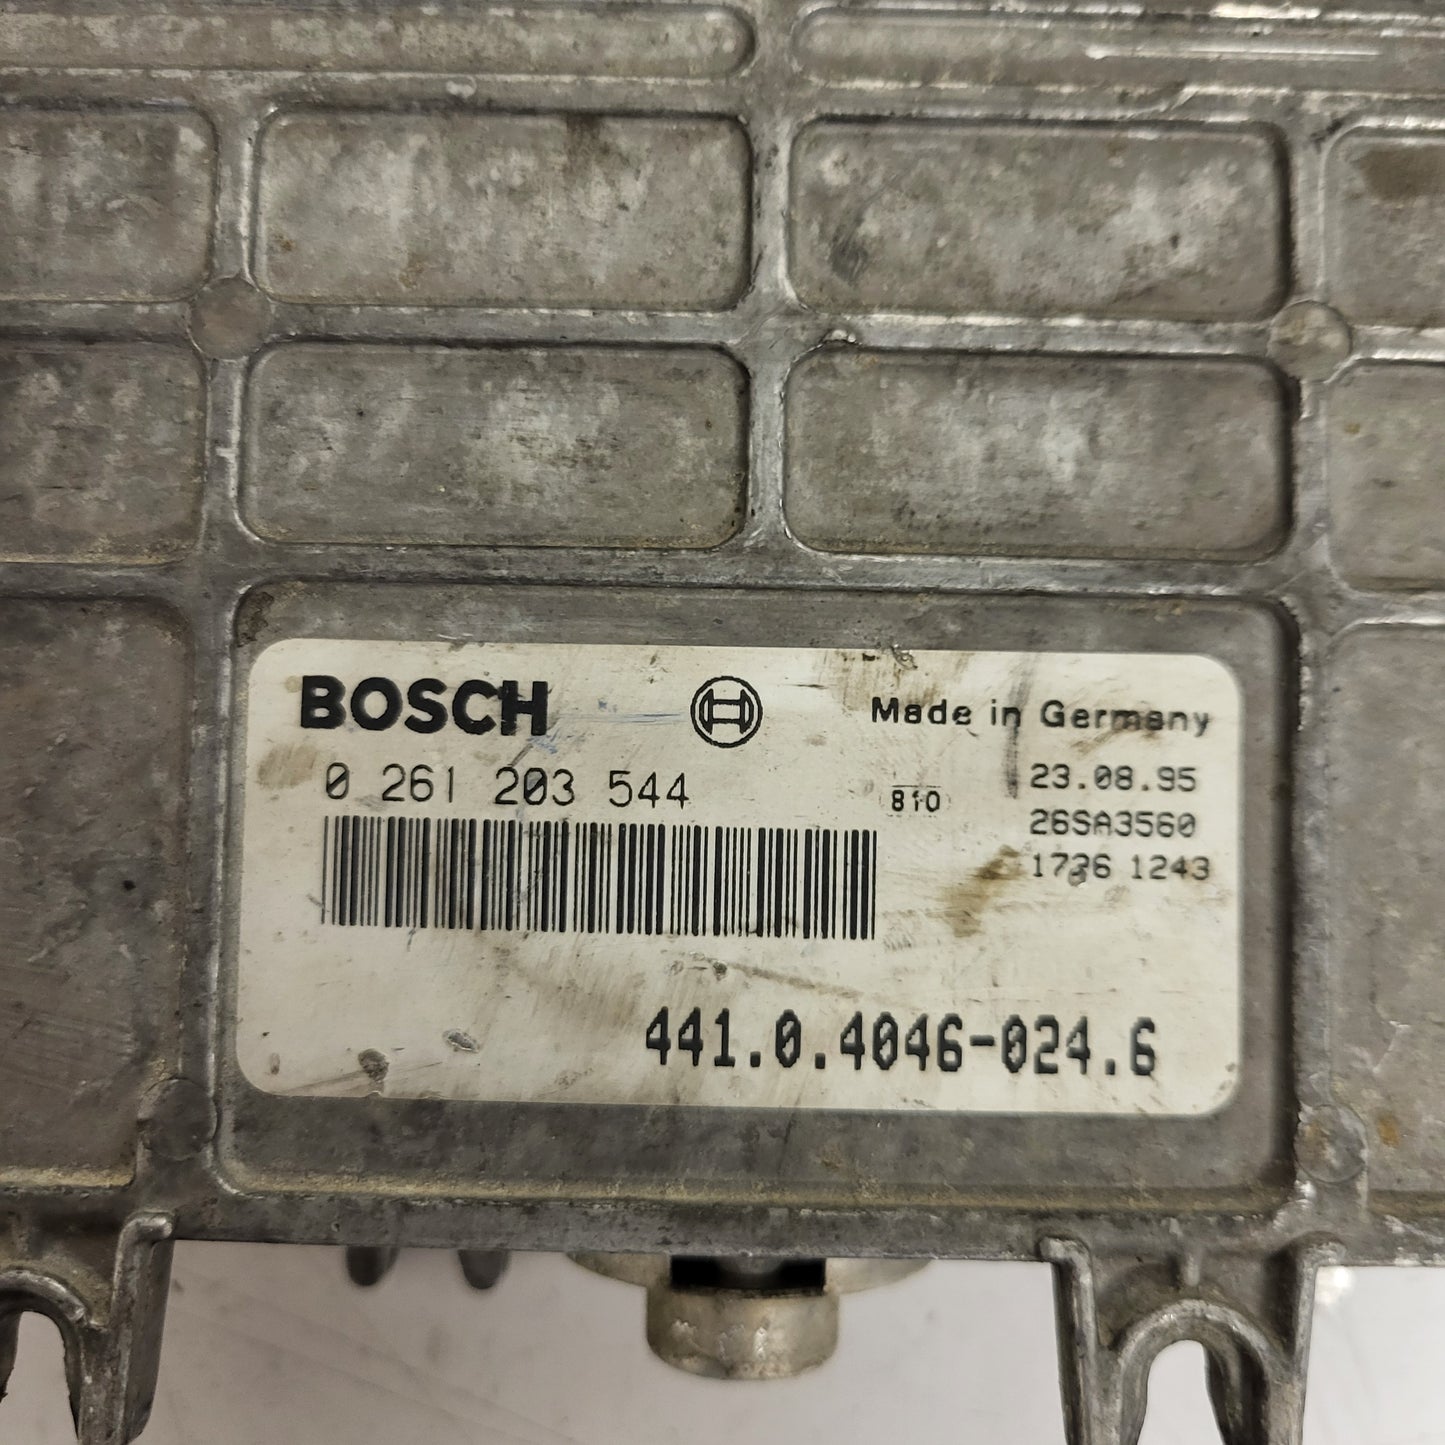 BOSCH
Made in Germany
0 261 203 544
810
23.08.95
26SA3560
1736 1243
441.0.4046-024.6